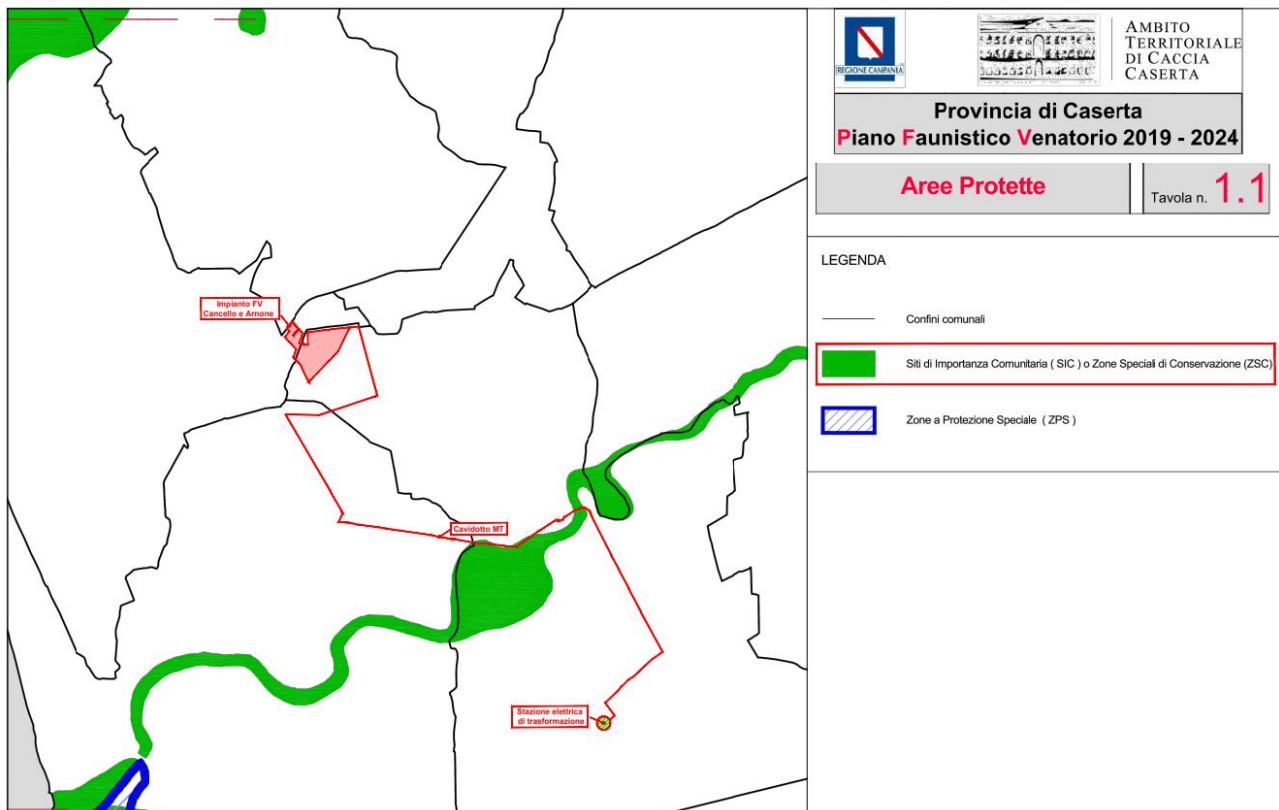 REGIONE CAMPANIA
AMBITO
TERRITORIALE
DI CACCIA
CASERTA
Provincia di Caserta
Piano Faunistico Venatorio 2019 - 2024
Aree Protette
Tavola n. 1.1
LEGENDA
Confini comunali
Siti di Importanza Comunitaria ( SIC ) o Zone Speciali di Conservazione (ZSC)
Zone a Protezione Speciale ( ZPS )
Impianto FV
Cancello e Arnone
Cavidotto MT
Stazione elettrica
di trasformazione